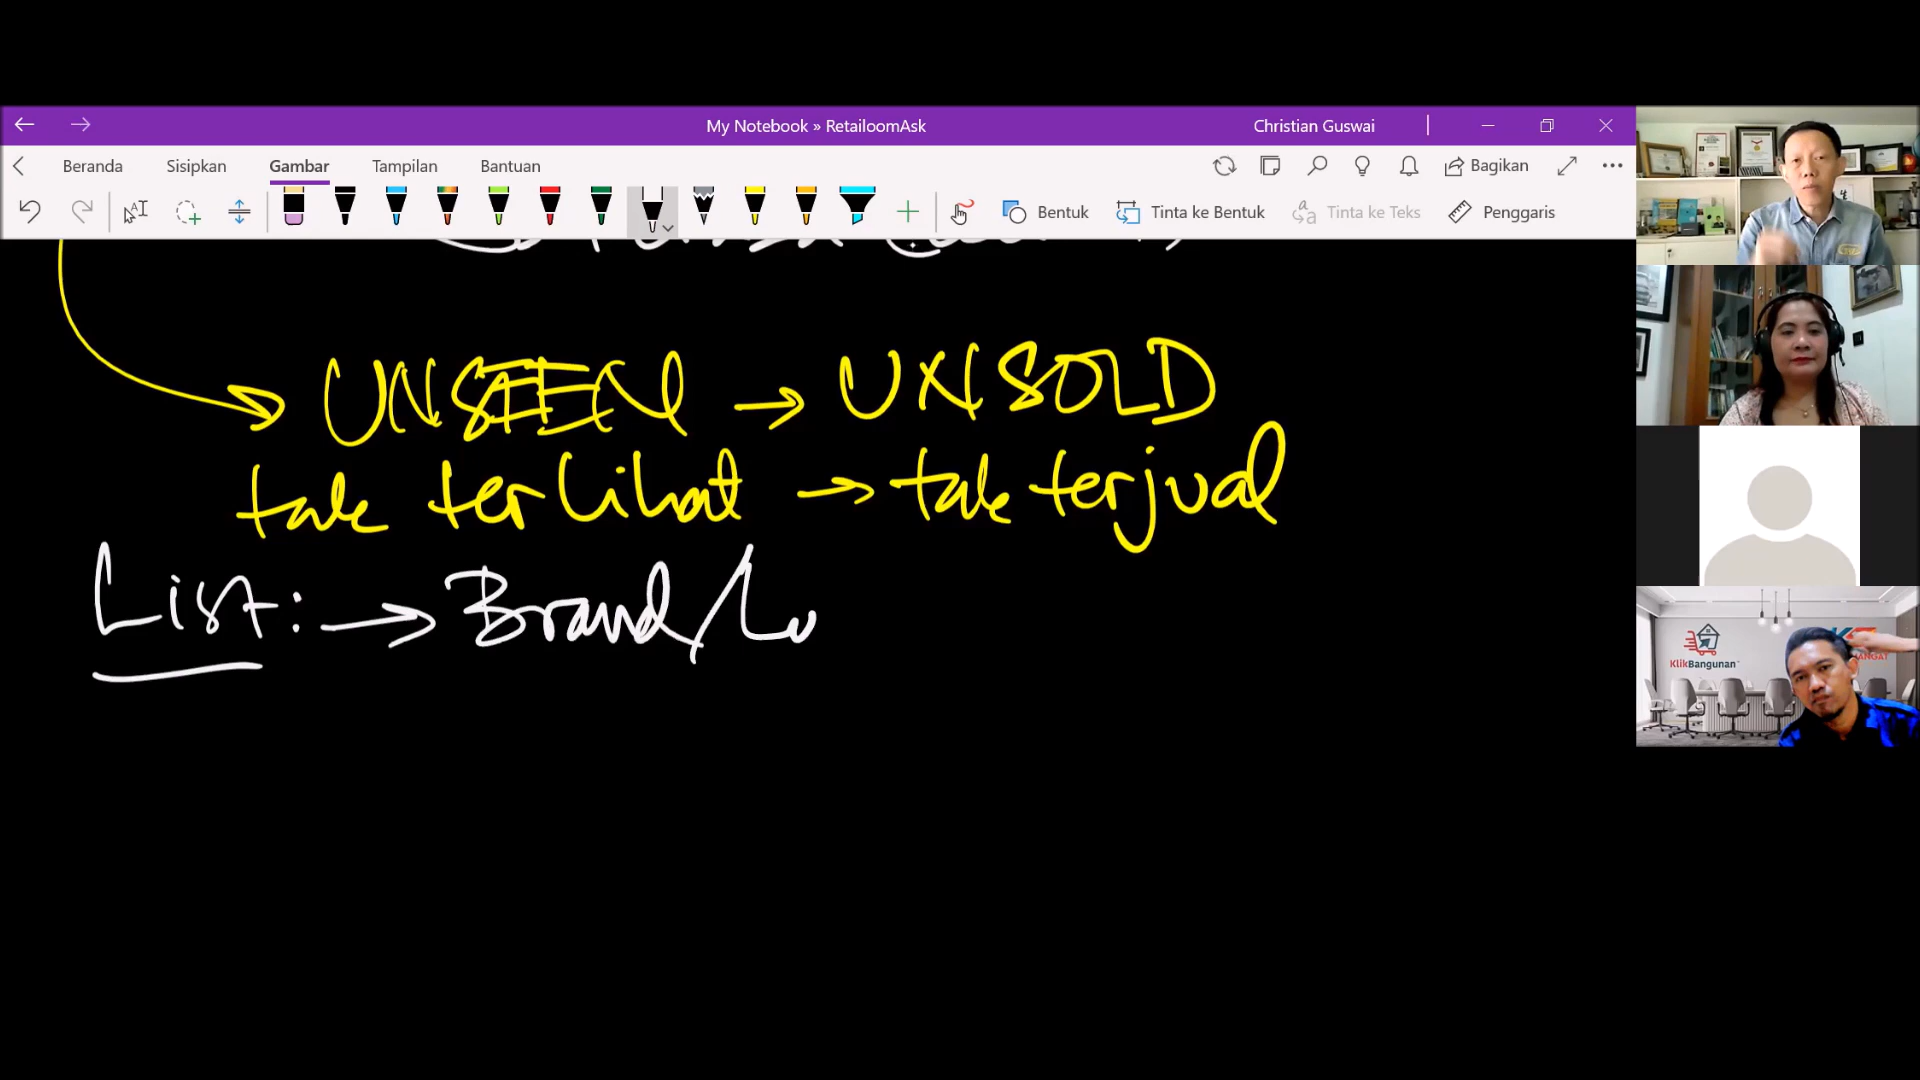 My Notebook » RetailoomAsk
Christian Guswai
Beranda Sisipkan Gambar Tampilan Bantuan
Bagikan
Bentuk Tinta ke Bentuk Tinta ke Teks Penggaris
UNSEEN → UNSOLD
tak terlihat → tak terjual
List: → Brand/Lo
KlikBangunan